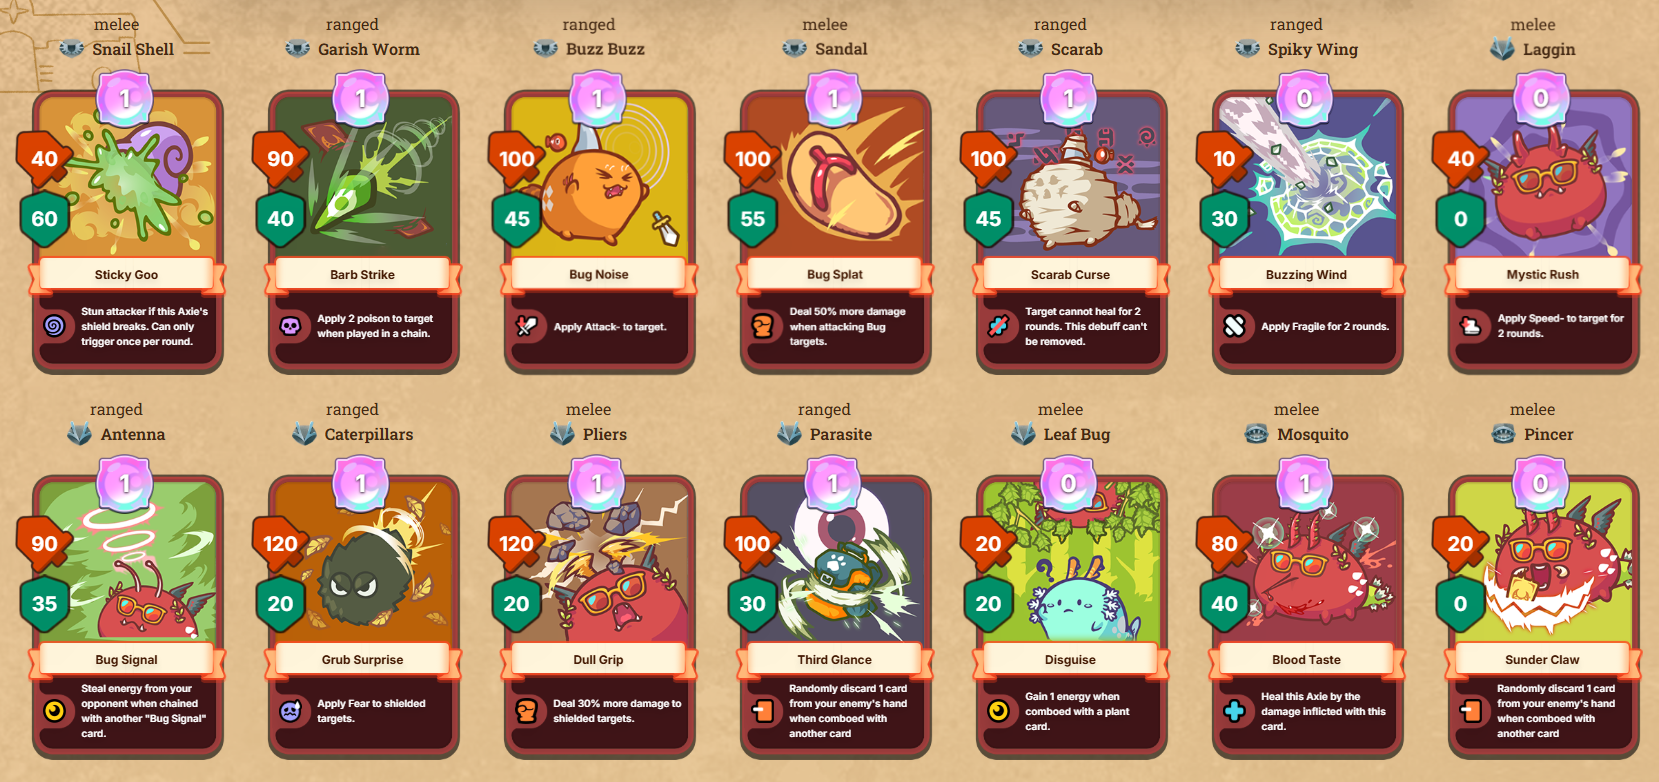 melee
Snail Shell
1
40
60
Sticky Goo
Stun attacker if this Axie's
shield breaks. Can only
trigger once per round.
ranged
Garish Worm
1
90
40
Barb Strike
Apply 2 poison to target
when played in a chain.
ranged
Buzz Buzz
1
100
45
Bug Noise
Apply Attack- to target.
melee
Sandal
1
100
55
Bug Splat
Deal 50% more damage
when attacking Bug
targets.
ranged
Scarab
1
100
45
Scarab Curse
Target cannot heal for 2
rounds. This debuff can't
be removed.
ranged
Spiky Wing
0
10
30
Buzzing Wind
Apply Fragile for 2 rounds.
melee
Laggin
0
40
0
Mystic Rush
Apply Speed- to target for
2 rounds.
ranged
Antenna
1
90
35
Bug Signal
Steal energy from your
opponent when chained
with another "Bug Signal"
card.
ranged
Caterpillars
1
120
20
Grub Surprise
Apply Fear to shielded
targets.
melee
Pliers
1
120
20
Dull Grip
Deal 30% more damage to
shielded targets.
ranged
Parasite
1
100
30
Third Glance
Randomly discard 1 card
from your enemy's hand
when comboed with
another card
melee
Leaf Bug
0
20
20
Disguise
Gain 1 energy when
comboed with a plant
card.
melee
Mosquito
1
80
40
Blood Taste
Heal this Axie by the
damage inflicted with this
card.
melee
Pincer
0
20
0
Sunder Claw
Randomly discard 1 card
from your enemy's hand
when comboed with
another card